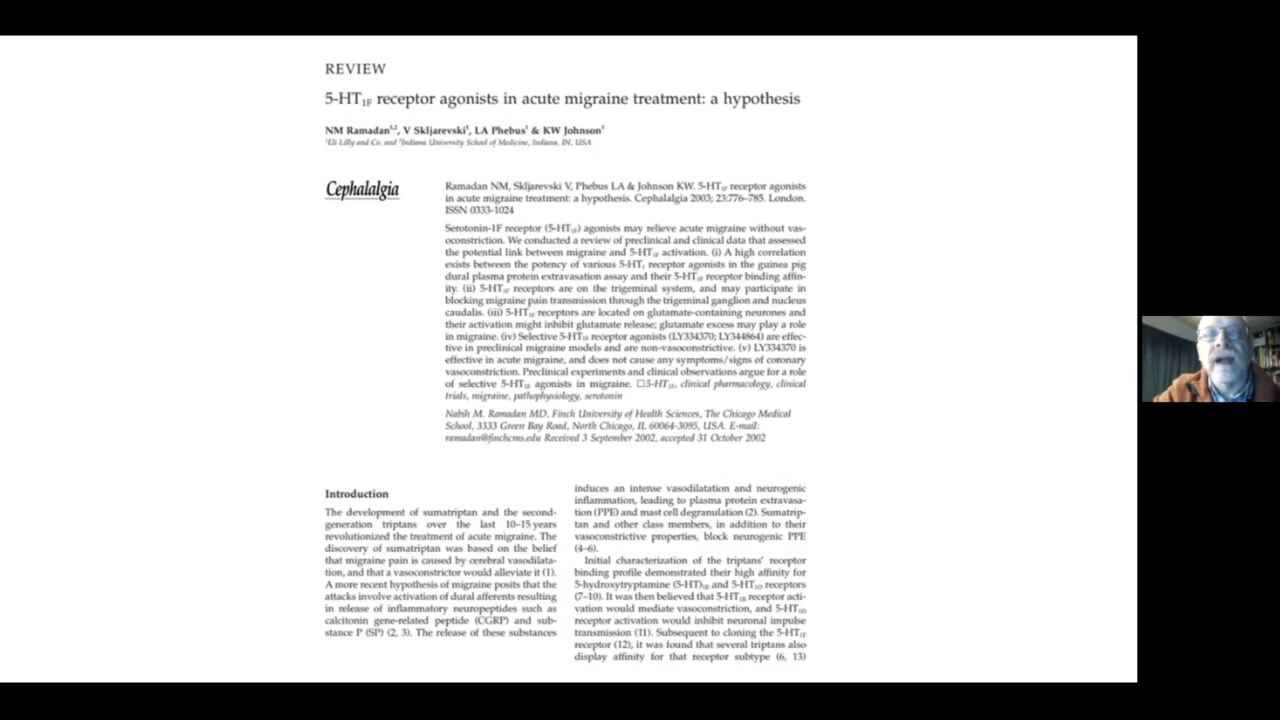 REVIEW
5-HT1F receptor agonists in acute migraine treatment: a hypothesis
NM Ramadan1,2, V Skljarevski1, LA Phebus1 & KW Johnson1
1Eli Lilly and Co. and 2Indiana University School of Medicine, Indiana, IN, USA
Cephalalgia
Ramadan NM, Skljarevski V, Phebus LA & Johnson KW. 5-HT1F receptor agonists
in acute migraine treatment: a hypothesis. Cephalalgia 2003; 23:776–785. London.
ISSN 0333-1024
Serotonin-1F receptor (5-HT1F) agonists may relieve acute migraine without vas-
oconstriction. We conducted a review of preclinical and clinical data that assessed
the potential link between migraine and 5-HT1F activation. (i) A high correlation
exists between the potency of various 5-HT1 receptor agonists in the guinea pig
dural plasma protein extravasation assay and their 5-HT1F receptor binding affin-
ity. (ii) 5-HT1F receptors are on the trigeminal system, and may participate in
blocking migraine pain transmission through the trigeminal ganglion and nucleus
caudalis. (iii) 5-HT1F receptors are located on glutamate-containing neurones and
their activation might inhibit glutamate release; glutamate excess may play a role
in migraine. (iv) Selective 5-HT1F receptor agonists (LY334370; LY344864) are effec-
tive in preclinical migraine models and are non-vasoconstrictive. (v) LY334370 is
effective in acute migraine, and does not cause any symptoms/signs of coronary
vasoconstriction. Preclinical experiments and clinical observations argue for a role
of selective 5-HT1F agonists in migraine. □5-HT1F, clinical pharmacology, clinical
trials, migraine, pathophysiology, serotonin
Nabih M. Ramadan MD, Finch University of Health Sciences, The Chicago Medical
School, 3333 Green Bay Road, North Chicago, IL 60064-3095, USA. E-mail:
ramadan@finchcms.edu Received 3 September 2002, accepted 31 October 2002
Introduction
The development of sumatriptan and the second-
generation triptans over the last 10–15 years
revolutionized the treatment of acute migraine. The
discovery of sumatriptan was based on the belief
that migraine pain is caused by cerebral vasodilata-
tion, and that a vasoconstrictor would alleviate it (1).
A more recent hypothesis of migraine posits that the
attacks involve activation of dural afferents resulting
in release of inflammatory neuropeptides such as
calcitonin gene-related peptide (CGRP) and sub-
stance P (SP) (2, 3). The release of these substances
induces an intense vasodilatation and neurogenic
inflammation, leading to plasma protein extravasa-
tion (PPE) and mast cell degranulation (2). Sumatrip-
tan and other class members, in addition to their
vasoconstrictive properties, block neurogenic PPE
(4–6).
Initial characterization of the triptans' receptor
binding profile demonstrated their high affinity for
5-hydroxytryptamine (5-HT)1B and 5-HT1D receptors
(7–10). It was then believed that 5-HT1B receptor acti-
vation would mediate vasoconstriction, and 5-HT1D
receptor activation would inhibit neuronal impulse
transmission (11). Subsequent to cloning the 5-HT1F
receptor (12), it was found that several triptans also
display affinity for that receptor subtype (6, 13)